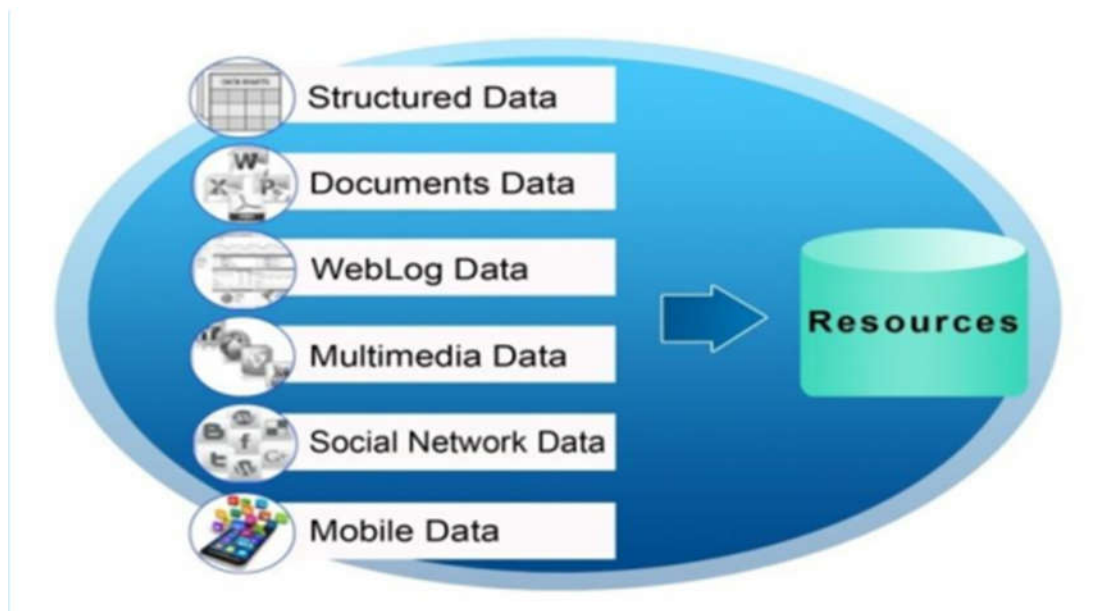 Structured Data
W
X
P
Documents Data
WebLog Data
Multimedia Data
Resources
f
Social Network Data
Mobile Data